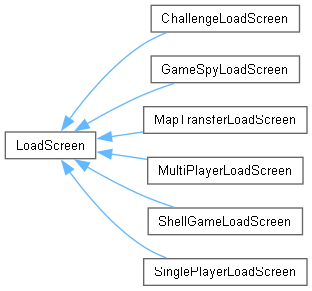 ChallengeLoadScreen
GameSpyLoadScreen
MapTransferLoadScreen
LoadScreen
MultiPlayerLoadScreen
ShellGameLoadScreen
SinglePlayerLoadScreen